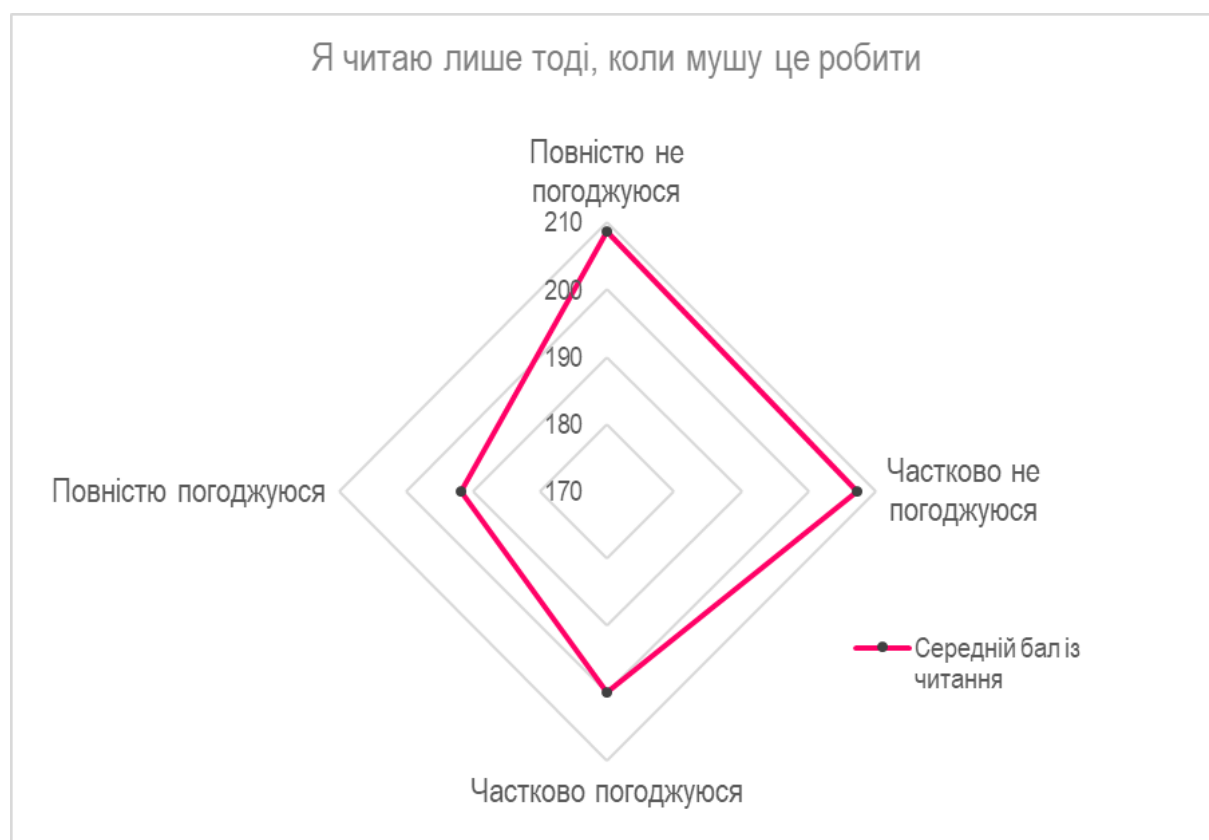 Я читаю лише тоді, коли мушу це робити
Повністю не
погоджуюся
210
200
190
180
170
Повністю погоджуюся
Частково не
погоджуюся
Середній бал із
читання
Частково погоджуюся